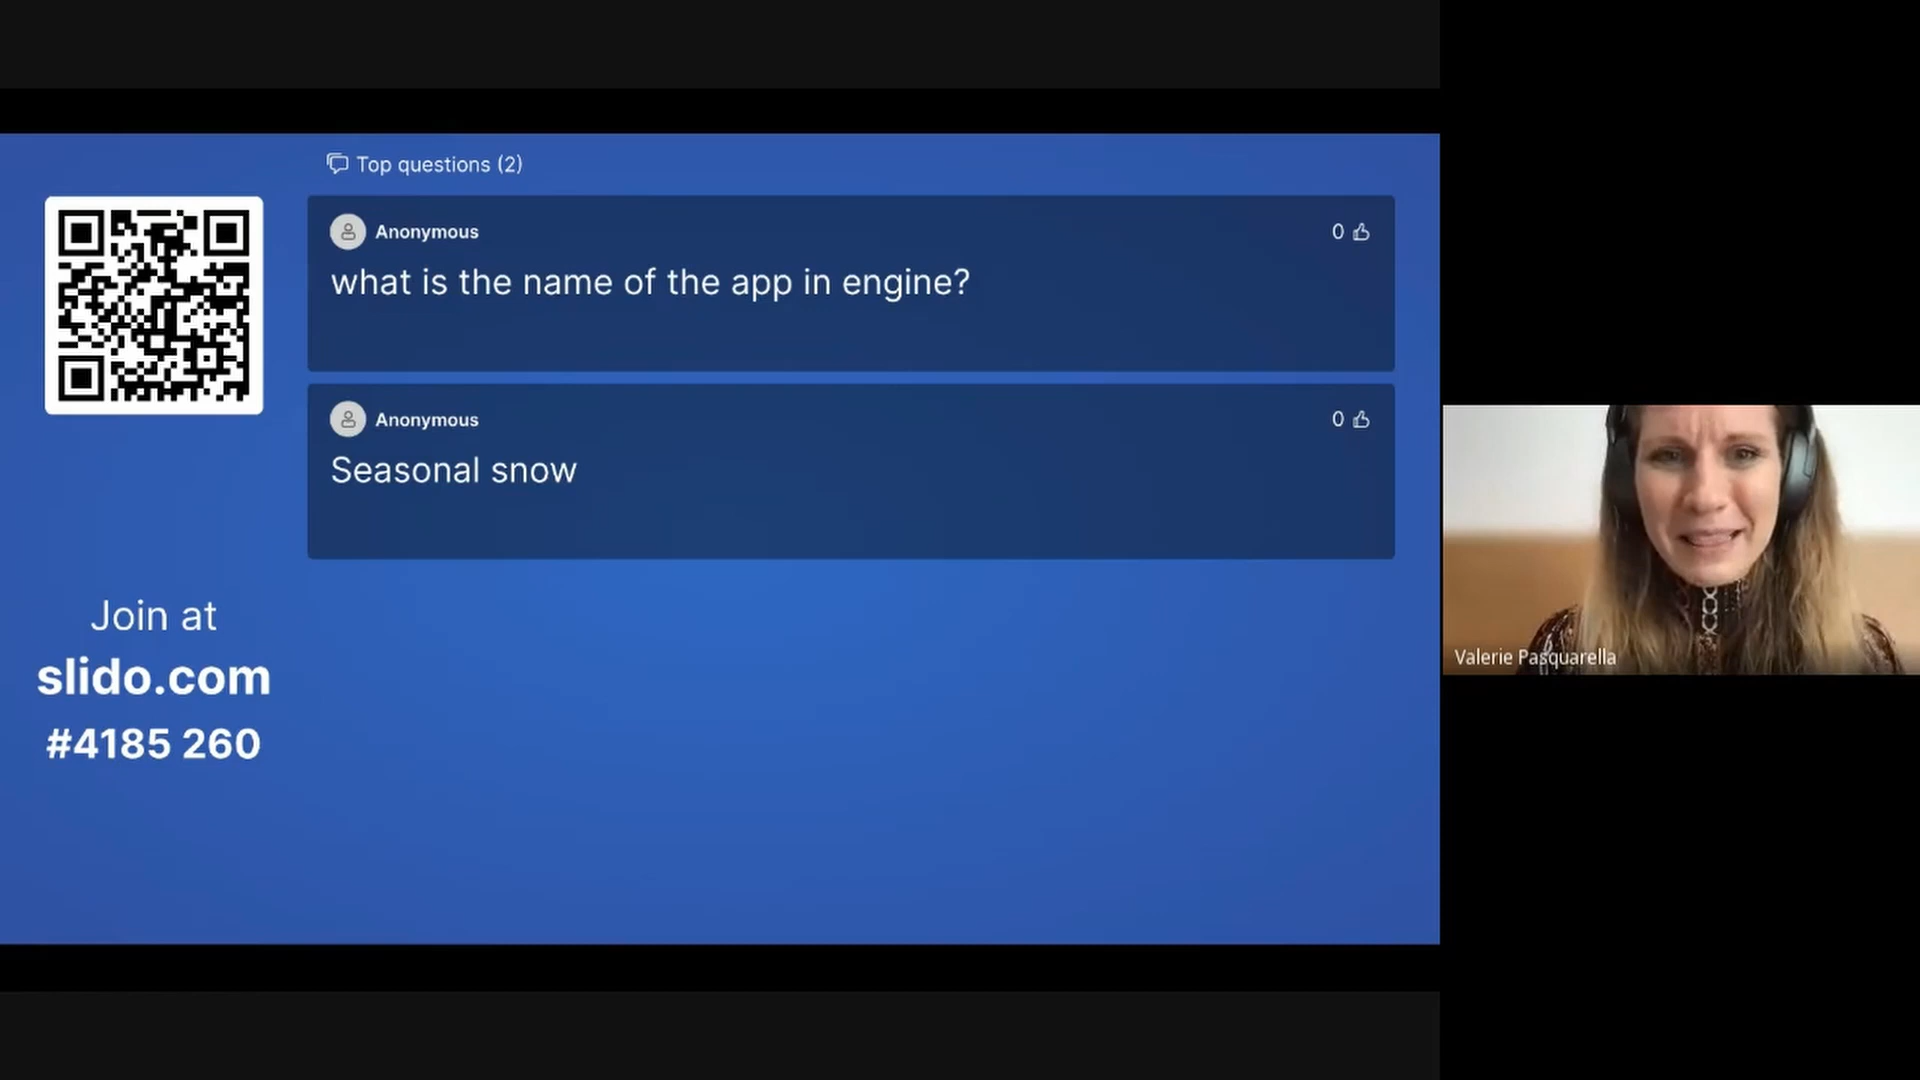 Top questions (2)
Anonymous
0
what is the name of the app in engine?
Anonymous
0
Seasonal snow
Join at
slido.com
#4185 260
Valerie Pasquarella